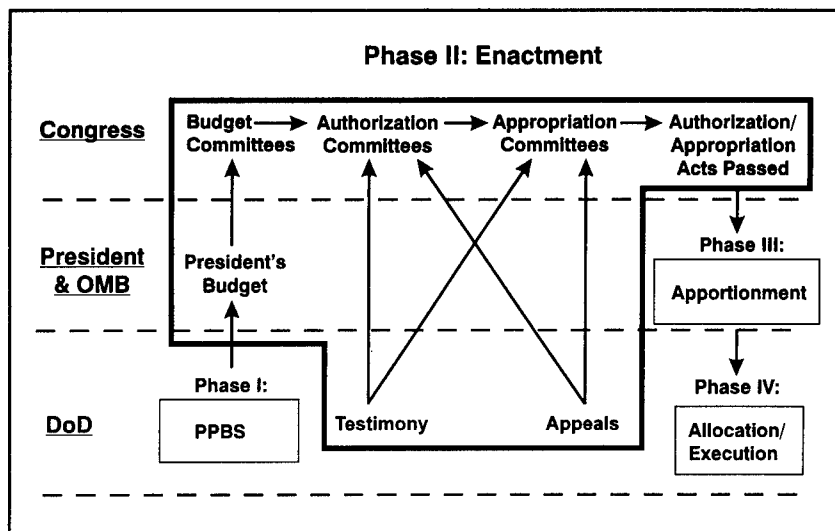 Phase II: Enactment
Congress
Budget
Committees
Authorization
Committees
Appropriation
Committees
Authorization/
Appropriation
Acts Passed
President
& OMB
President's
Budget
Phase III:
Apportionment
DoD
Phase I:
PPBS
Testimony
Appeals
Phase IV:
Allocation/
Execution